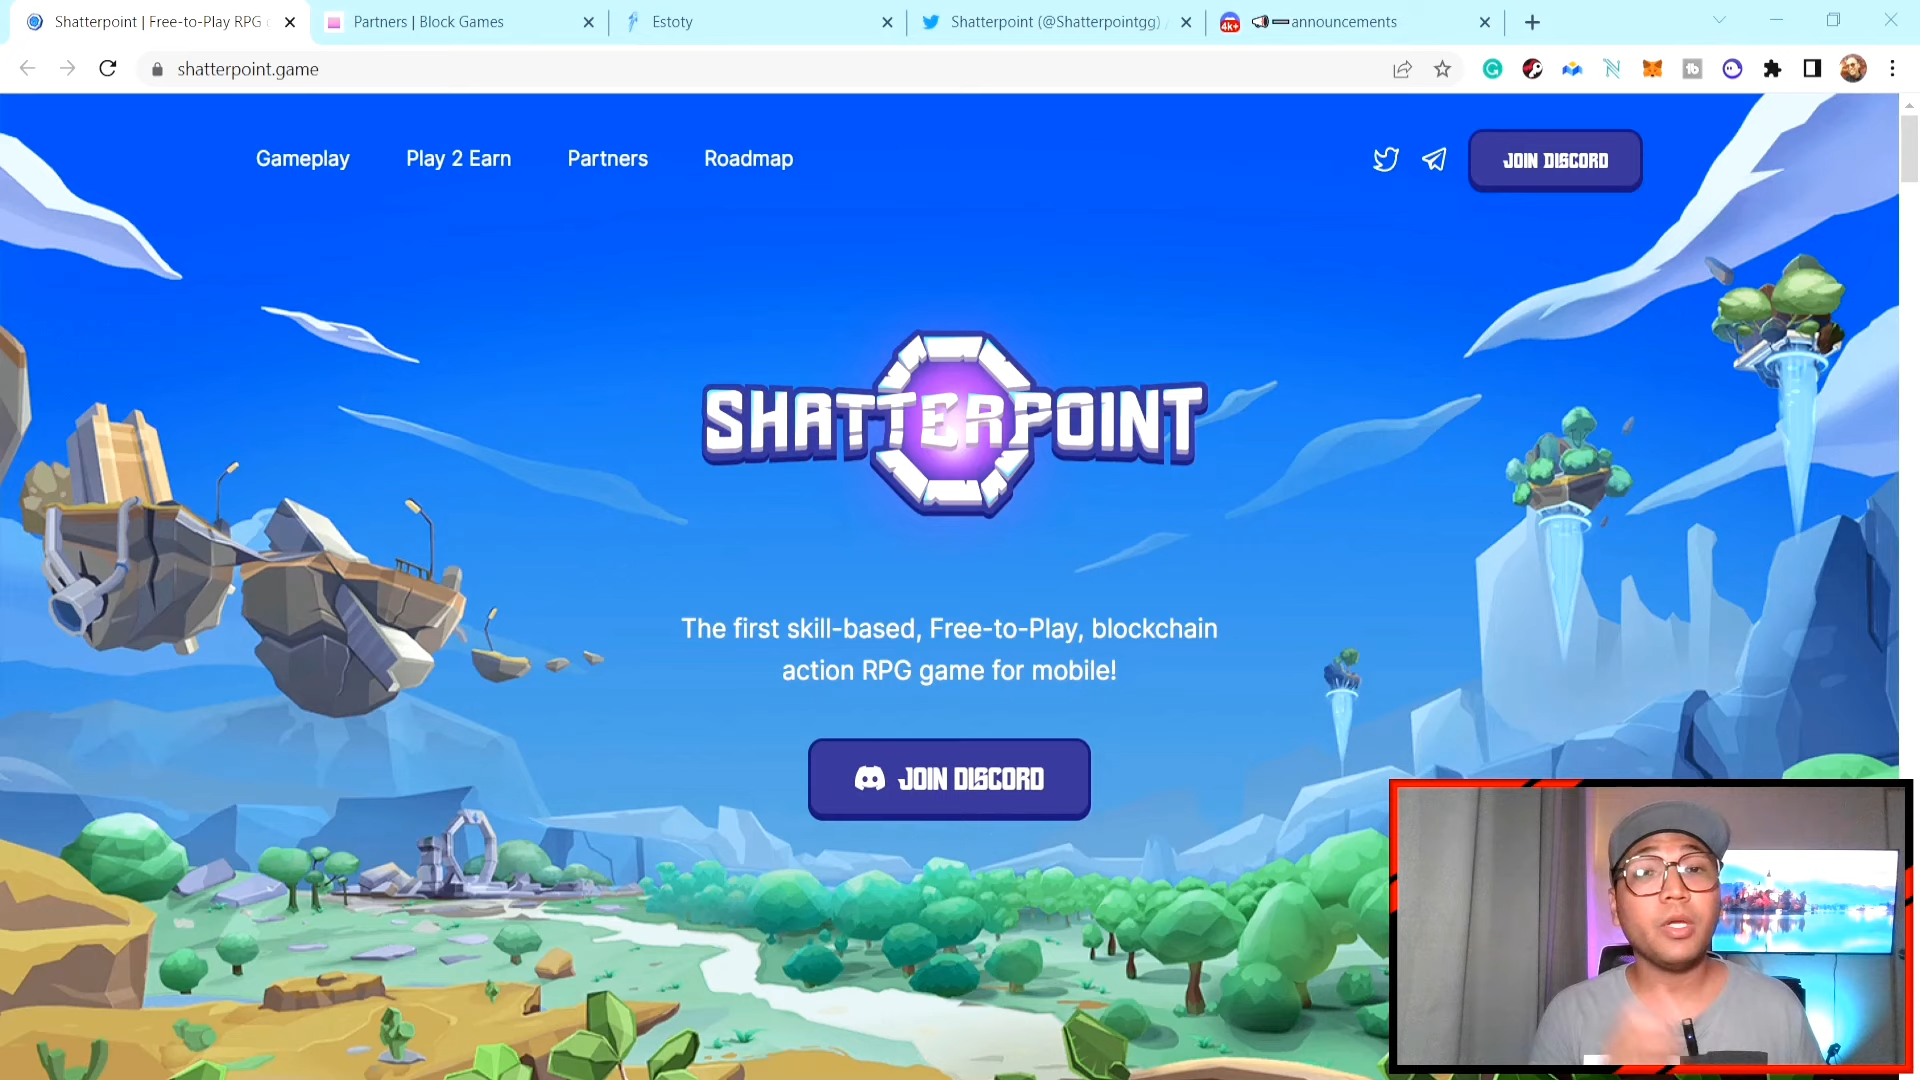 Shatterpoint | Free-to-Play RPG
Partners | Block Games
Estoty
Shatterpoint (@Shatterpointgg)
4K+
announcements
shatterpoint.game
Gameplay
Play 2 Earn
Partners
Roadmap
JOIN DISCORD
SHATTERPOINT
The first skill-based, Free-to-Play, blockchain
action RPG game for mobile!
JOIN DISCORD